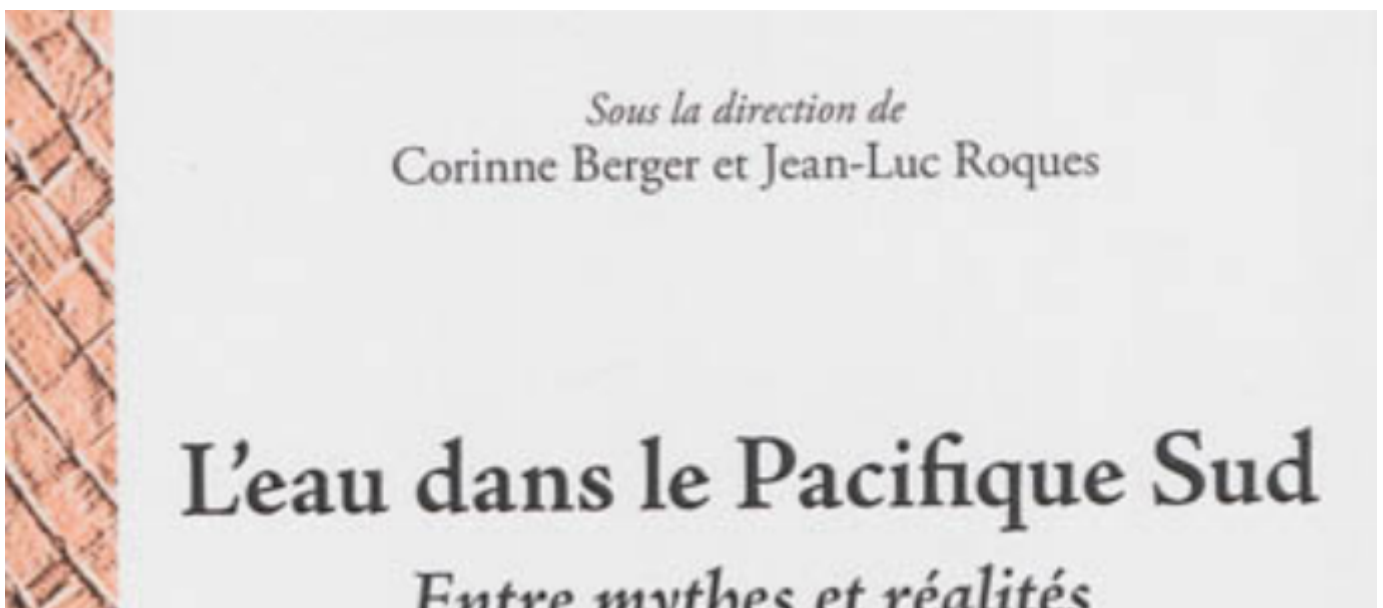 Sous la direction de
Corinne Berger et Jean-Luc Roques
L'eau dans le Pacifique Sud
Entre mythes et réalités